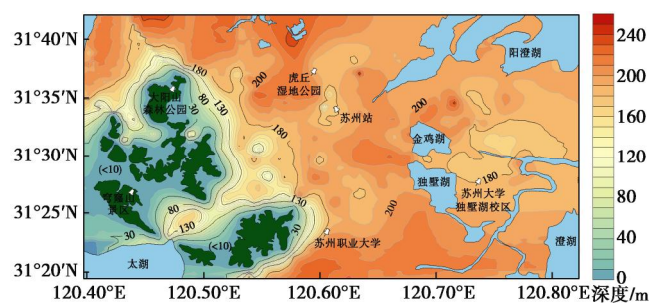 31°40′N
31°35′N
31°30′N
31°25′N
31°20′N
120.40°E
120.50°E
120.60°E
120.70°E
120.80°E
240
200
160
120
80
40
0
深度/m
阳澄湖
虎丘
湿地公园
苏州站
大阳山
森林公园
金鸡湖
独墅湖
苏州大学
独墅湖校区
澄湖
景区
苏州职业大学
太湖
180
80
130
30
200
180
200
180
200
130
30
80
130
30
(<10)
(<10)